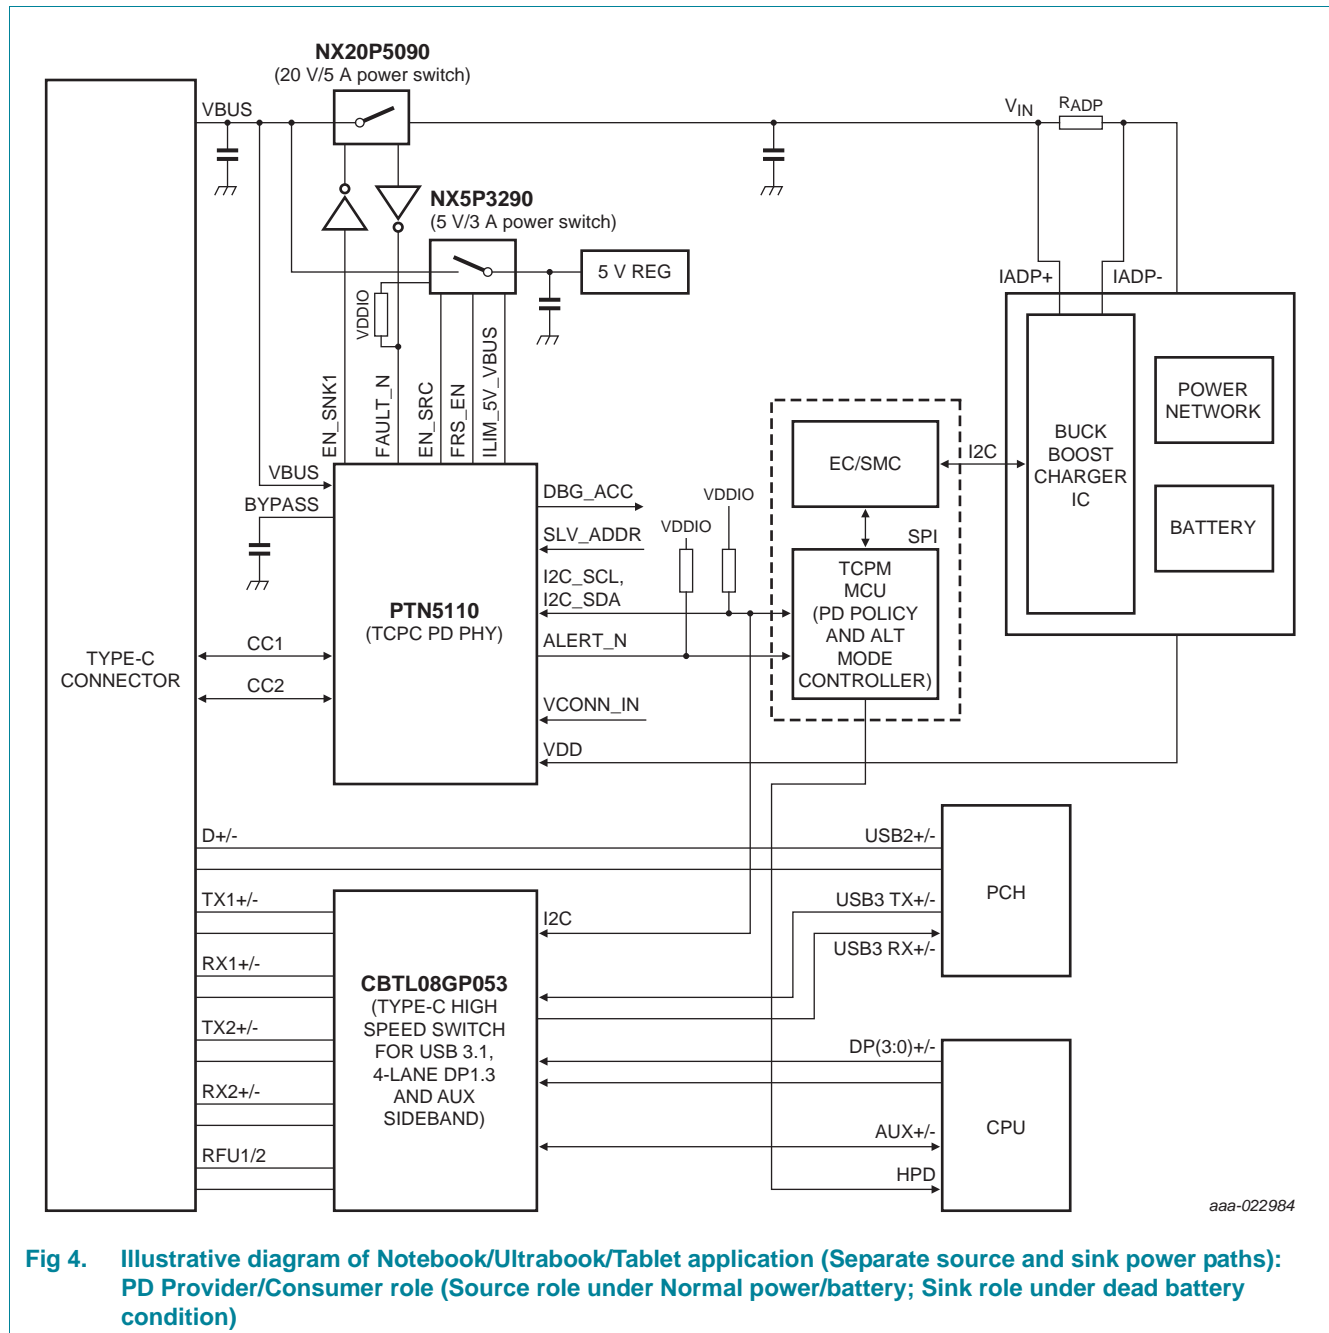 NX20P5090
(20 V/5 A power switch)
VBUS
VIN
RADP
NX5P3290
(5 V/3 A power switch)
5 V REG
VDDIO
EN_SNK1
FAULT_N
EN_SRC
FRS_EN
ILIM_5V_VBUS
IADP+
IADP-
POWER
NETWORK
BUCK
BOOST
CHARGER
IC
BATTERY
EC/SMC
I2C
SPI
TCPM
MCU
(PD POLICY
AND ALT
MODE
CONTROLLER)
VBUS
BYPASS
DBG_ACC
SLV_ADDR
VDDIO
VDDIO
I2C_SCL,
I2C_SDA
ALERT_N
VCONN_IN
VDD
PTN5110
(TCPC PD PHY)
TYPE-C
CONNECTOR
CC1
CC2
D+/-
TX1+/-
RX1+/-
TX2+/-
RX2+/-
RFU1/2
I2C
CBTL08GP053
(TYPE-C HIGH
SPEED SWITCH
FOR USB 3.1,
4-LANE DP1.3
AND AUX
SIDEBAND)
USB2+/-
USB3 TX+/-
USB3 RX+/-
PCH
DP(3:0)+/-
AUX+/-
HPD
CPU
aaa-022984
Fig 4. Illustrative diagram of Notebook/Ultrabook/Tablet application (Separate source and sink power paths):
PD Provider/Consumer role (Source role under Normal power/battery; Sink role under dead battery
condition)